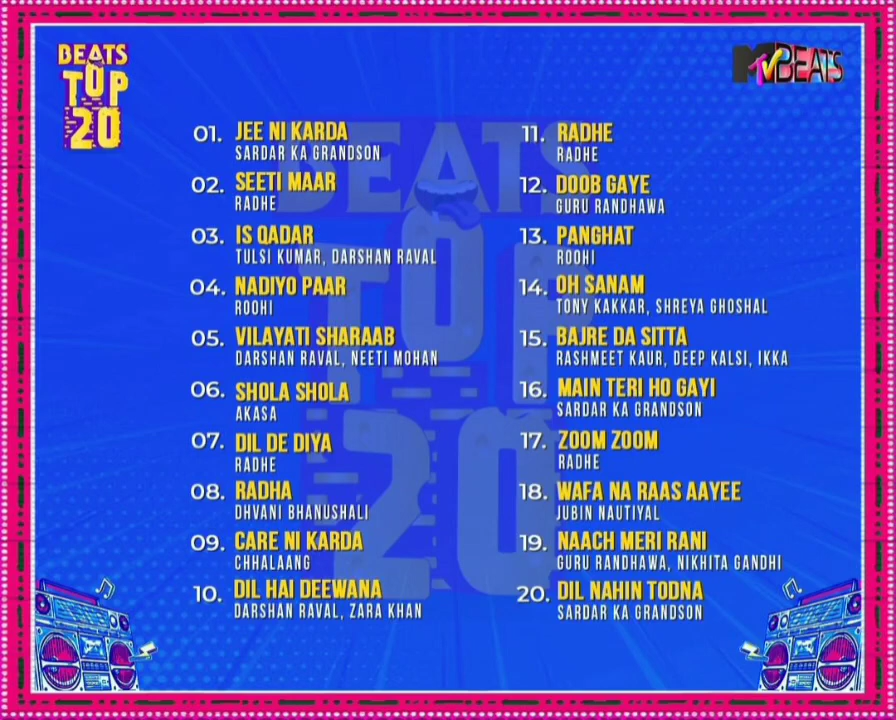 BEATS
TOP
20
MTV BEATS
BEATS
TOP
20
01. JEE NI KARDA
SARDAR KA GRANDSON
02. SEETI MAAR
RADHE
03. IS QADAR
TULSI KUMAR, DARSHAN RAVAL
04. NADIYO PAAR
ROOHI
05. VILAYATI SHARAAB
DARSHAN RAVAL, NEETI MOHAN
06. SHOLA SHOLA
AKASA
07. DIL DE DIYA
RADHE
08. RADHA
DHVANI BHANUSHALI
09. CARE NI KARDA
CHHALAANG
10. DIL HAI DEEWANA
DARSHAN RAVAL, ZARA KHAN
11. RADHE
RADHE
12. DOOB GAYE
GURU RANDHAWA
13. PANGHAT
ROOHI
14. OH SANAM
TONY KAKKAR, SHREYA GHOSHAL
15. BAJRE DA SITTA
RASHMEET KAUR, DEEP KALSI, IKKA
16. MAIN TERI HO GAYI
SARDAR KA GRANDSON
17. ZOOM ZOOM
RADHE
18. WAFA NA RAAS AAYEE
JUBIN NAUTIYAL
19. NAACH MERI RANI
GURU RANDHAWA, NIKHITA GANDHI
20. DIL NAHIN TODNA
SARDAR KA GRANDSON